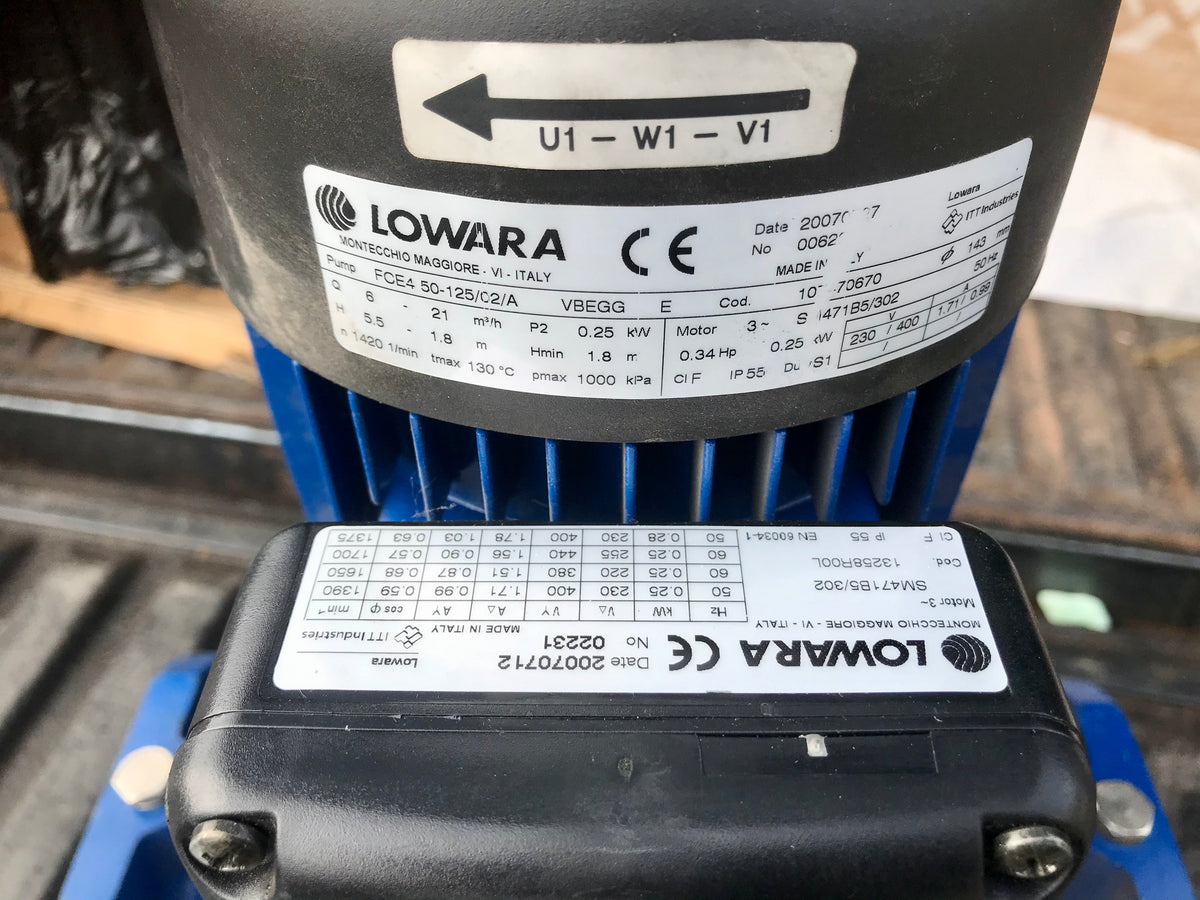 U1 – W1 – V1
LOWARA
MONTECCHIO MAGGIORE - VI - ITALY
CE
Date
No
MADE IN
Lowara
ITT Industries
Pump FCE4 50-125/02/A VBEGG E Cod. 70670 ϕ 143 mm
Q 6 - 21 m³/h P2 0.25 kW Motor 3~ 471B5/302 50 Hz
H 5.5 - 1.8 m Hmin 1.8 m 0.34 Hp 0.25 kW V 230 / 400 A 1.71 / 0.99
n 1420 1/min tmax 130 °C pmax 1000 kPa Cl F IP 55 S1
LOWARA CE
MONTECCHIO MAGGIORE - VI - ITALY
Date 20070712
No 02231
MADE IN ITALY
Lowara
ITT Industries
Motor 3~
SM471B5/302
Cod. 13258R00L
Cl F IP 55 EN 60034-1
Hz kW V△ VY A△ AY cos φ min⁻¹
50 0.25 230 400 1.71 0.99 0.59 1390
60 0.25 220 380 1.51 0.87 0.68 1650
60 0.25 255 440 1.56 0.90 0.57 1700
50 0.28 230 400 1.78 1.03 0.63 1375